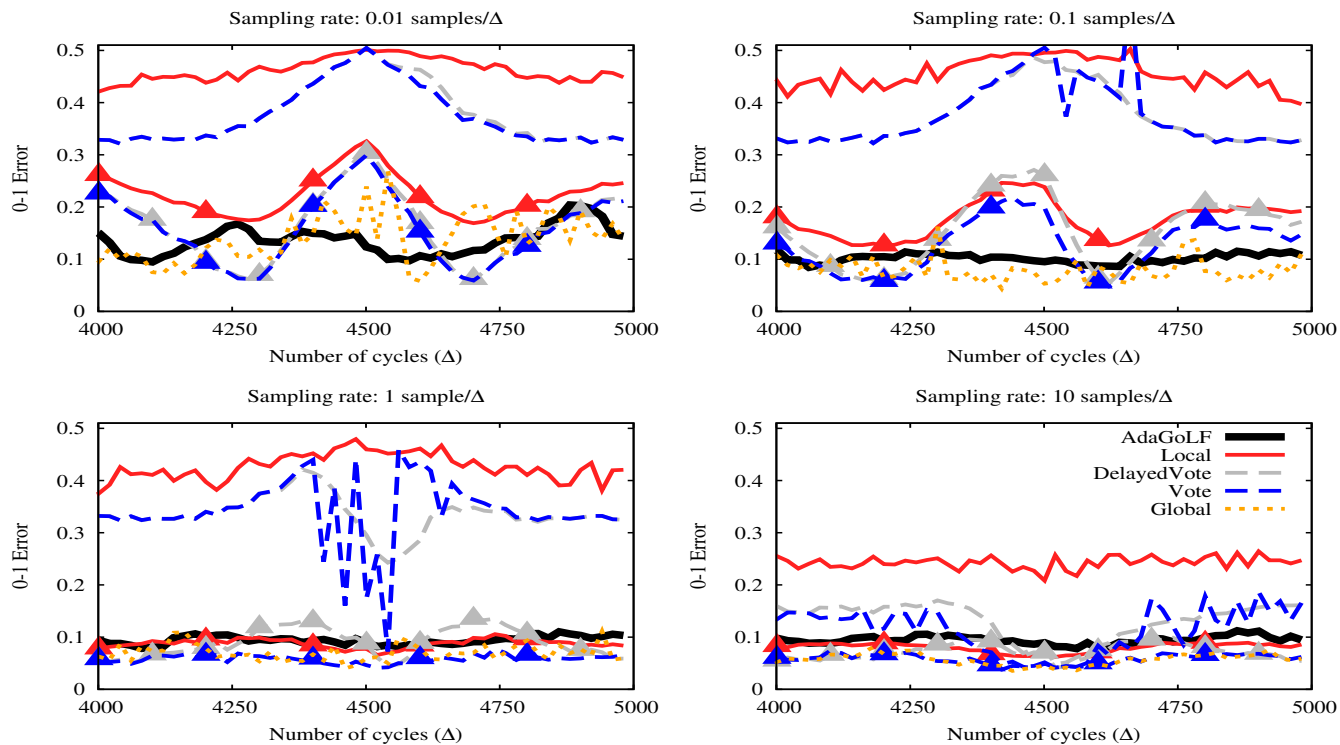 Sampling rate: 0.01 samples/Δ
0.5
0.4
0.3
0.2
0.1
0
0-1 Error
4000 4250 4500 4750 5000
Number of cycles (Δ)
Sampling rate: 0.1 samples/Δ
0.5
0.4
0.3
0.2
0.1
0
0-1 Error
4000 4250 4500 4750 5000
Number of cycles (Δ)
Sampling rate: 1 sample/Δ
0.5
0.4
0.3
0.2
0.1
0
0-1 Error
4000 4250 4500 4750 5000
Number of cycles (Δ)
Sampling rate: 10 samples/Δ
0.5
0.4
0.3
0.2
0.1
0
0-1 Error
AdaGoLF
Local
DelayedVote
Vote
Global
4000 4250 4500 4750 5000
Number of cycles (Δ)